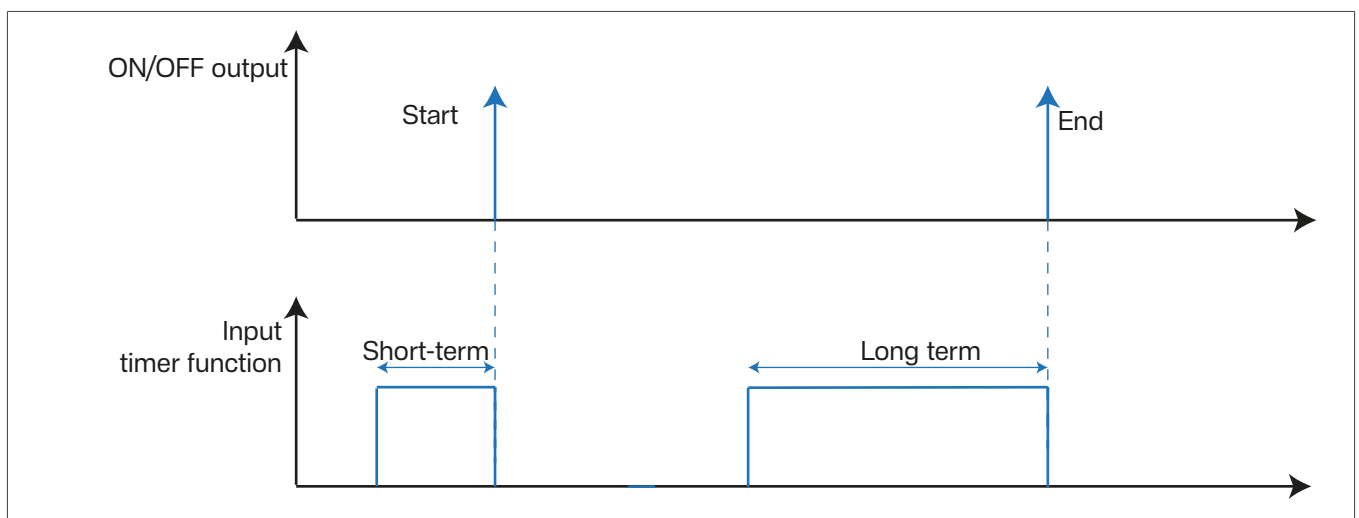 ON/OFF output
Start
End
Input
timer function
Short-term
Long term